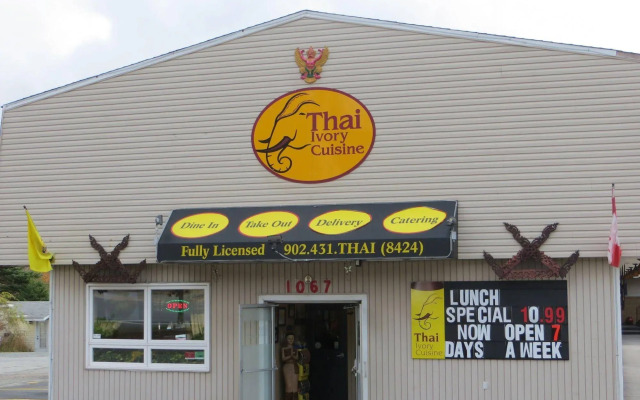 Thai
Ivory
Cuisine
Dine In
Take Out
Delivery
Catering
Fully Licensed 902.431.THAI (8424)
1067
OPEN
Thai
Ivory
Cuisine
LUNCH
SPECIAL 10.99
NOW OPEN 7
DAYS A WEEK